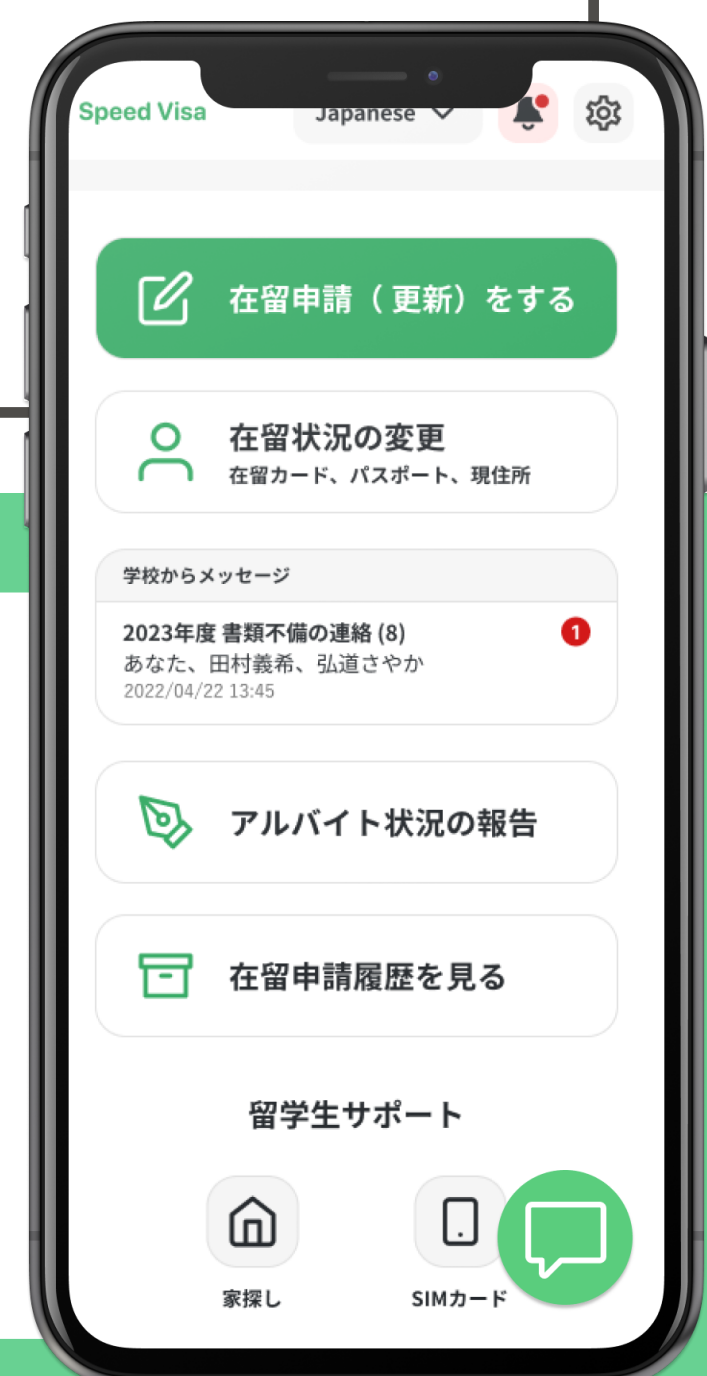 Speed Visa
Japanese
在留申請（更新）をする
在留状況の変更
在留カード、パスポート、現住所
学校からメッセージ
2023年度 書類不備の連絡 (8)
1
あなた、田村義希、弘道さやか
2022/04/22 13:45
アルバイト状況の報告
在留申請履歴を見る
留学生サポート
家探し
SIMカード